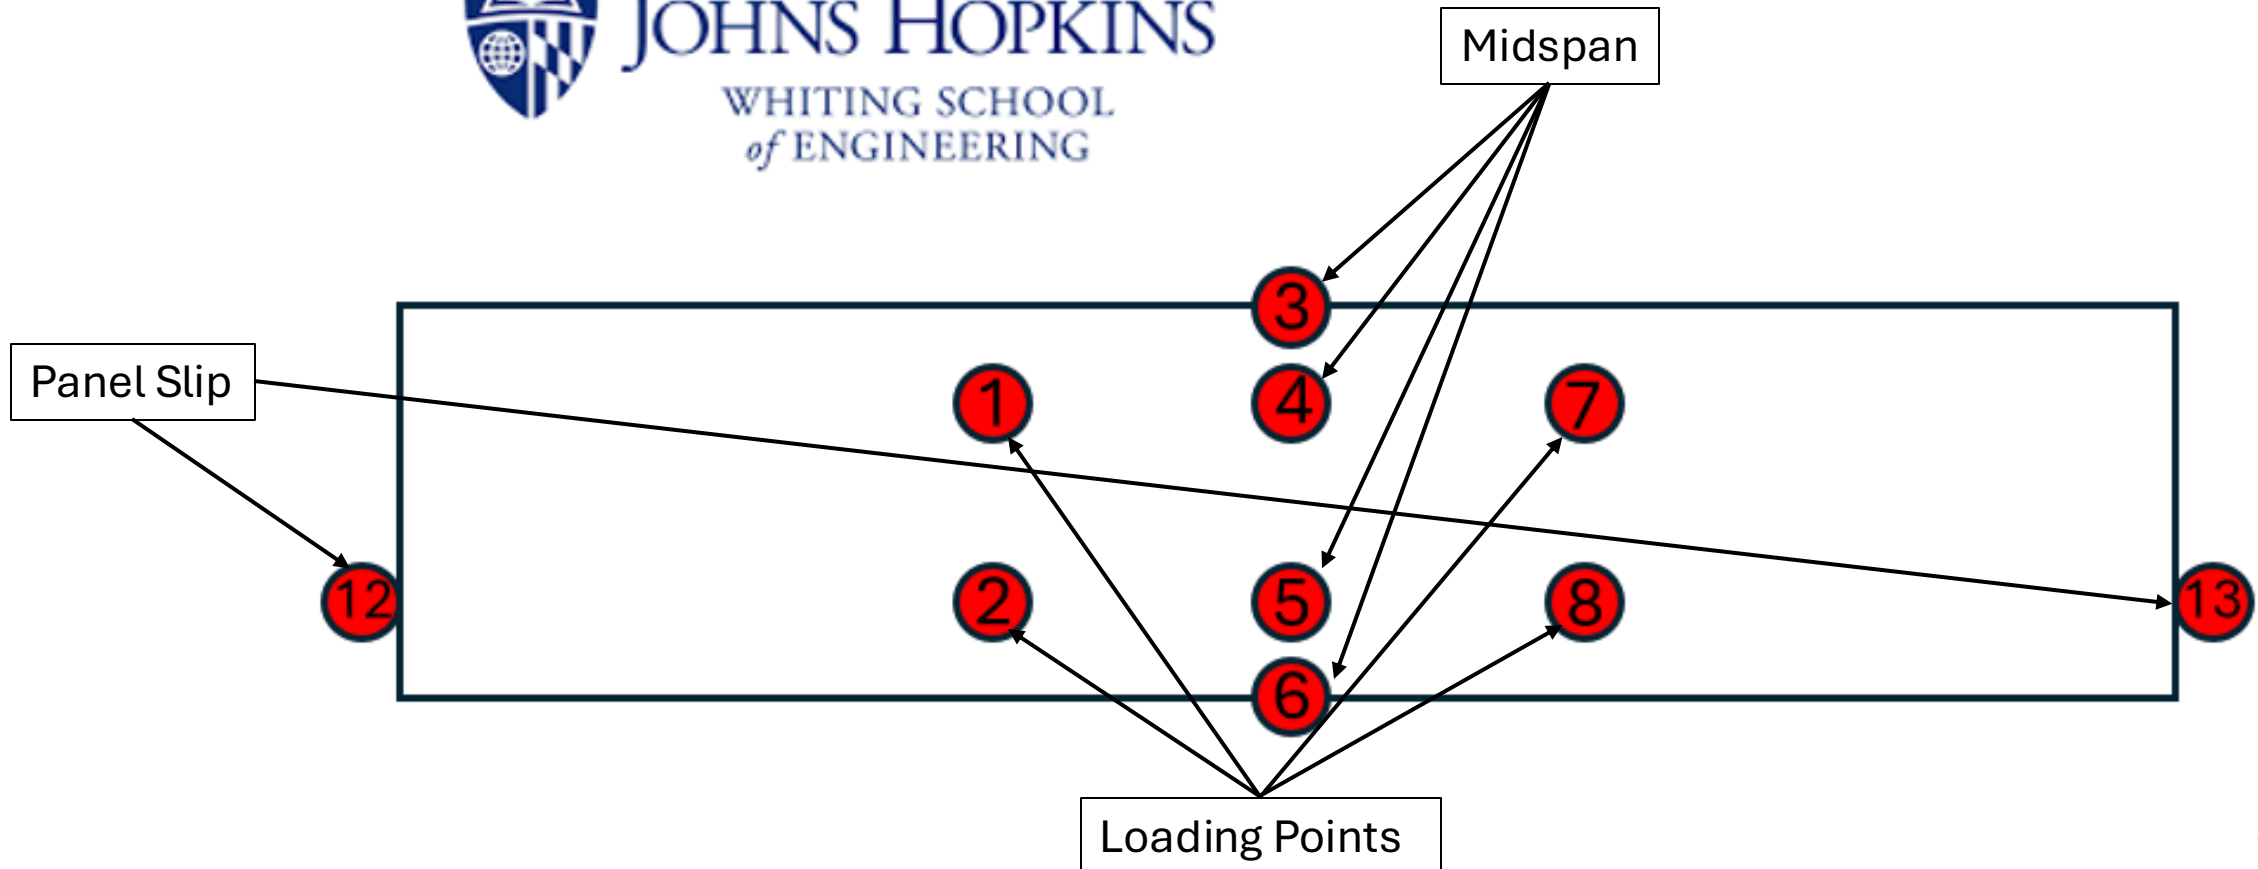 JOHNS HOPKINS
WHITING SCHOOL
of ENGINEERING
Midspan
3
Panel Slip
1
4
7
12
2
5
8
13
6
Loading Points